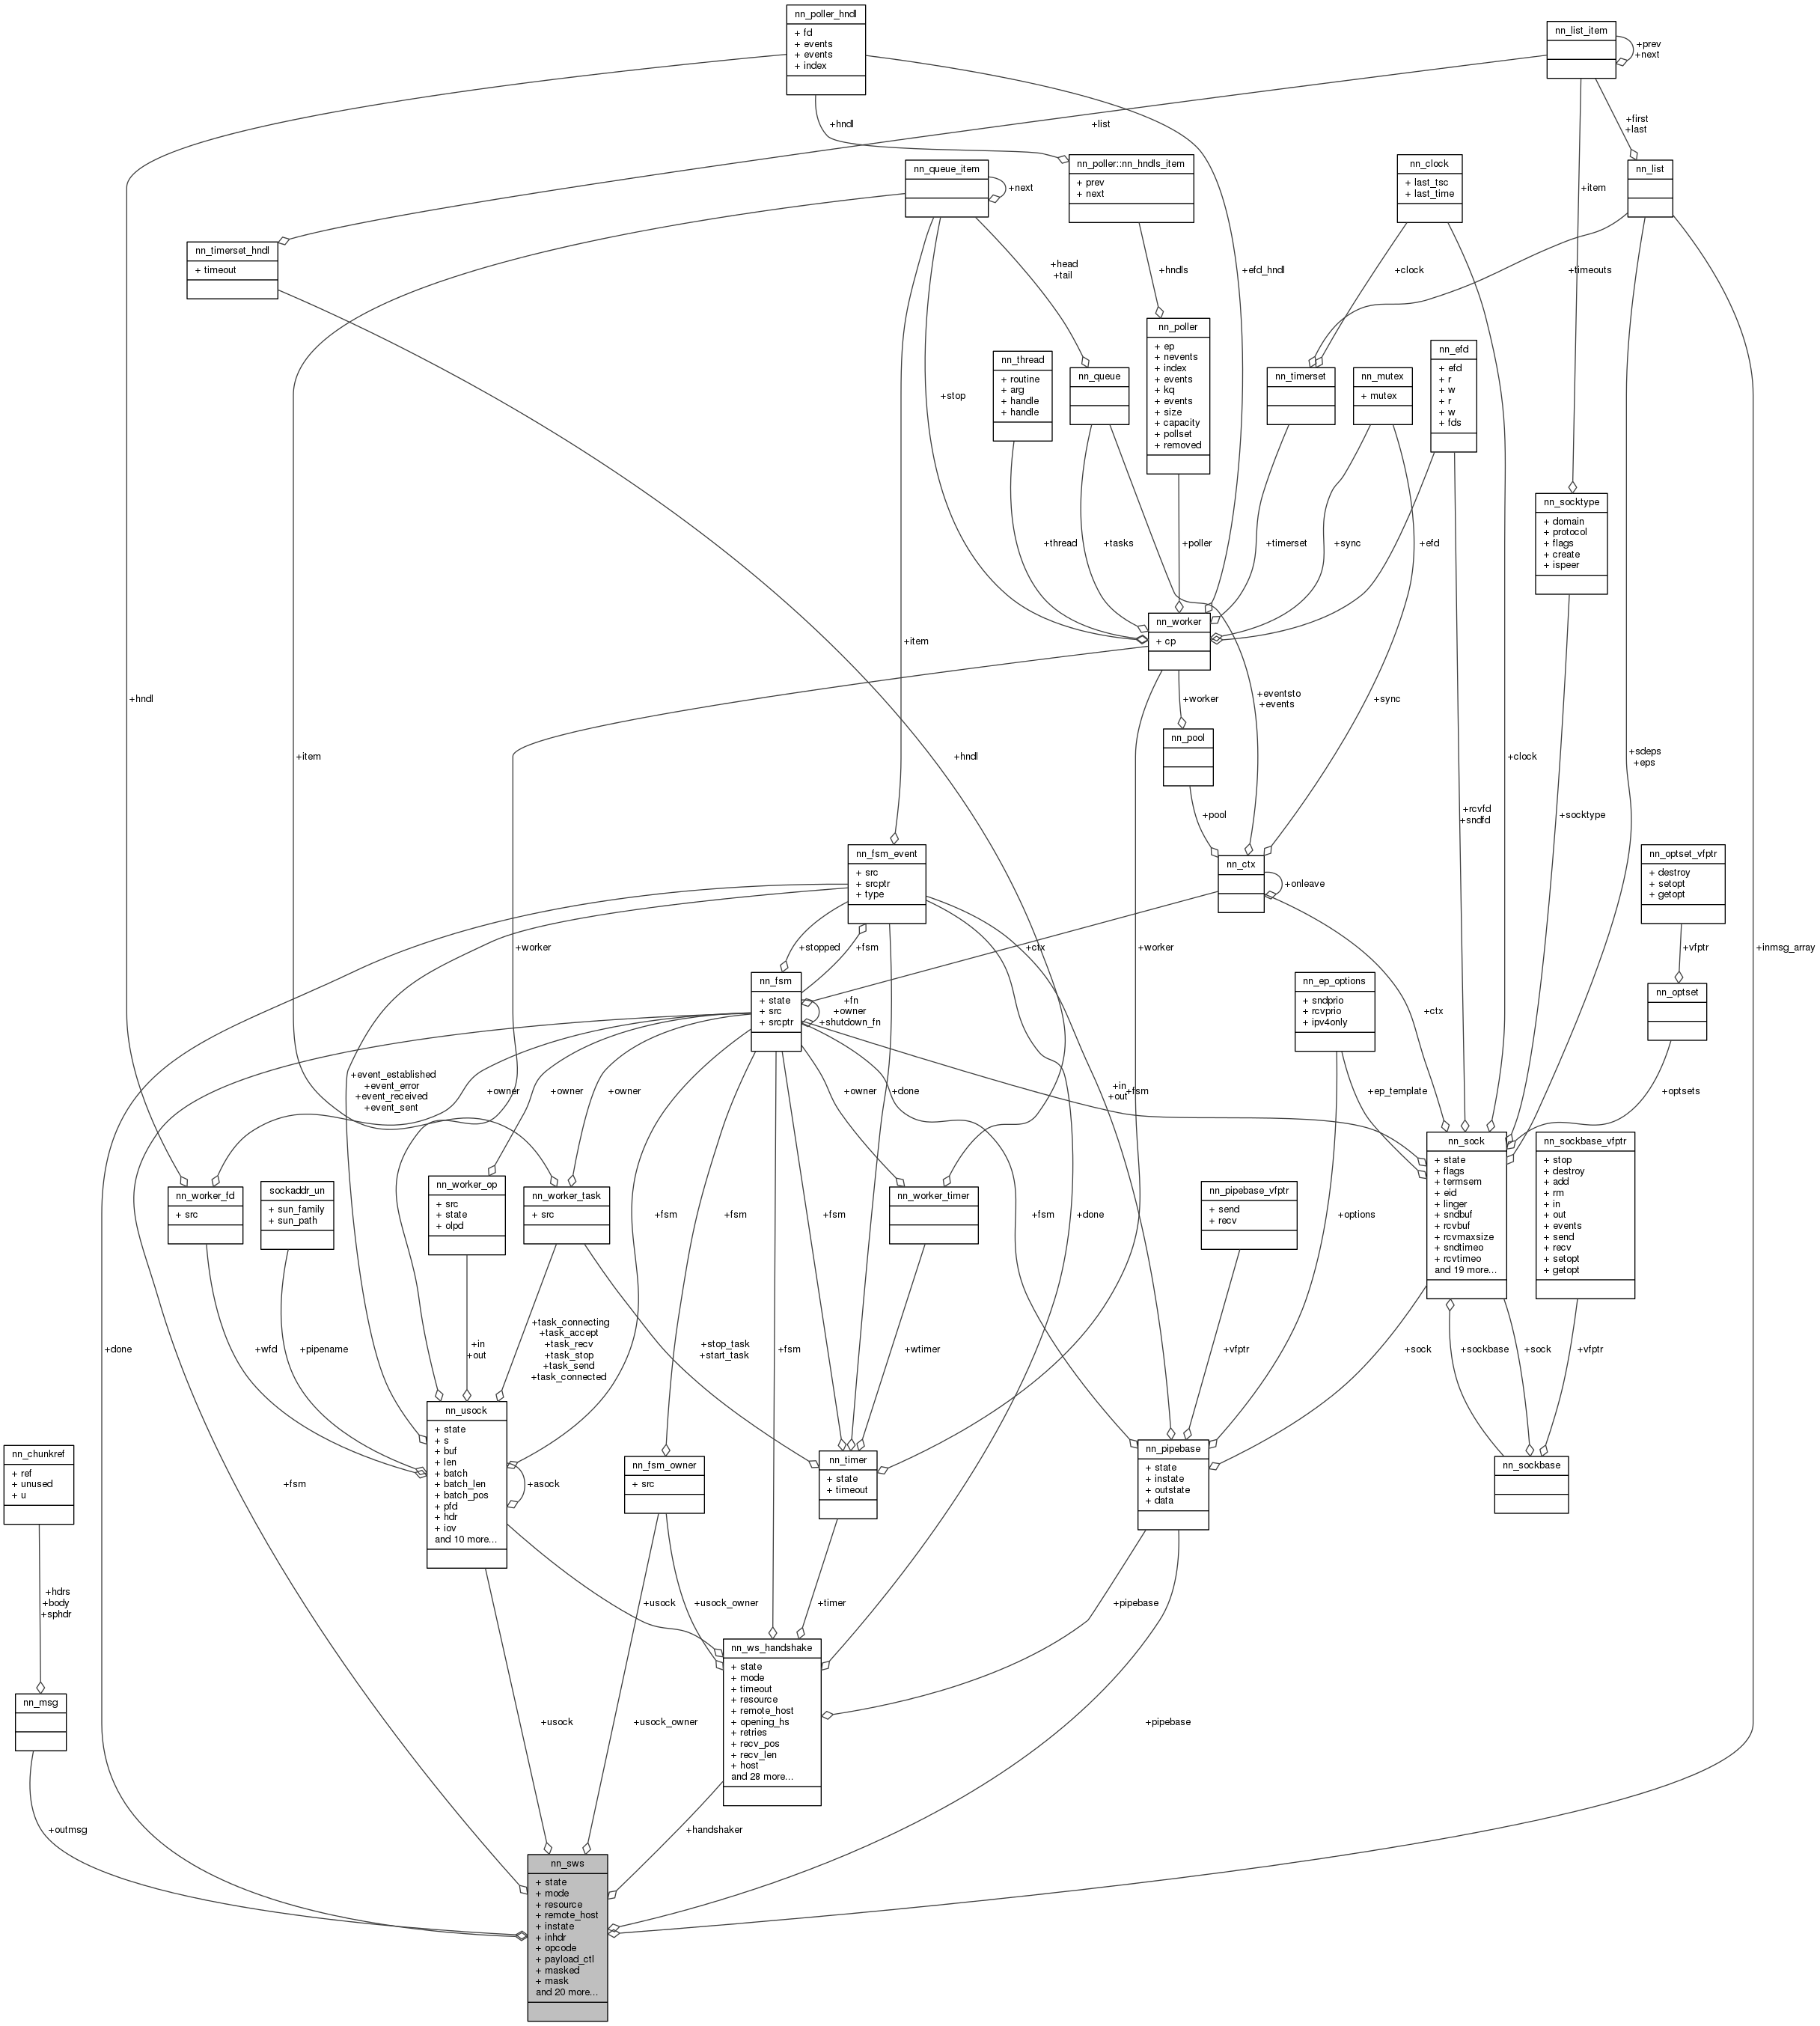 nn_poller_hndl
+ fd
+ events
+ events
+ index
nn_list_item
+prev
+next
+hndl
+list
+first
+last
nn_queue_item
+next
nn_poller::nn_hndls_item
+ prev
+ next
nn_clock
+ last_tsc
+ last_time
nn_list
+item
nn_timerset_hndl
+ timeout
+head
+tail
+hndls
+efd_hndl
+clock
+timeouts
nn_poller
+ ep
+ nevents
+ index
+ events
+ kq
+ events
+ size
+ capacity
+ pollset
+ removed
nn_thread
+ routine
+ arg
+ handle
+ handle
nn_queue
nn_timerset
nn_mutex
+ mutex
nn_efd
+ efd
+ r
+ w
+ r
+ w
+ fds
+stop
nn_socktype
+ domain
+ protocol
+ flags
+ create
+ ispeer
+thread
+tasks
+poller
+timerset
+sync
+efd
nn_worker
+ cp
+item
+hndl
+worker
+eventsto
+events
+sync
nn_pool
+item
+hndl
+clock
+sdeps
+eps
+pool
+rcvfd
+sndfd
+socktype
nn_fsm_event
+ src
+ srcptr
+ type
nn_ctx
+onleave
nn_optset_vfptr
+ destroy
+ setopt
+ getopt
+worker
+stopped
+fsm
+ctx
+worker
+vfptr
+inmsg_array
nn_fsm
+ state
+ src
+ srcptr
+fn
+owner
+shutdown_fn
nn_ep_options
+ sndprio
+ rcvprio
+ ipv4only
+ctx
nn_optset
+event_established
+event_error
+event_received
+event_sent
+owner
+owner
+owner
+owner
+done
+in
+out
+fsm
+ep_template
+optsets
nn_worker_fd
+ src
sockaddr_un
+ sun_family
+ sun_path
nn_worker_op
+ src
+ state
+ olpd
nn_worker_task
+ src
+fsm
+fsm
+fsm
nn_worker_timer
+fsm
+done
nn_pipebase_vfptr
+ send
+ recv
+options
nn_sock
+ state
+ flags
+ termsem
+ eid
+ linger
+ sndbuf
+ rcvbuf
+ rcvmaxsize
+ sndtimeo
+ rcvtimeo
and 19 more...
nn_sockbase_vfptr
+ stop
+ destroy
+ add
+ rm
+ in
+ out
+ events
+ send
+ recv
+ setopt
+ getopt
+done
+wfd
+pipename
+in
+out
+task_connecting
+task_accept
+task_recv
+task_stop
+task_send
+task_connected
+stop_task
+start_task
+fsm
+wtimer
+vfptr
+sock
+sockbase
+sock
+vfptr
nn_usock
+ state
+ s
+ buf
+ len
+ batch
+ batch_len
+ batch_pos
+ pfd
+ hdr
+ iov
and 10 more...
+asock
nn_chunkref
+ ref
+ unused
+ u
+fsm
nn_fsm_owner
+ src
nn_timer
+ state
+ timeout
nn_pipebase
+ state
+ instate
+ outstate
+ data
nn_sockbase
+hdrs
+body
+sphdr
+usock
+usock_owner
+timer
+pipebase
nn_msg
nn_ws_handshake
+ state
+ mode
+ timeout
+ resource
+ remote_host
+ opening_hs
+ retries
+ recv_pos
+ recv_len
+ host
and 28 more...
+usock
+usock_owner
+pipebase
+outmsg
+handshaker
nn_sws
+ state
+ mode
+ resource
+ remote_host
+ instate
+ inhdr
+ opcode
+ payload_ctl
+ masked
+ mask
and 20 more...